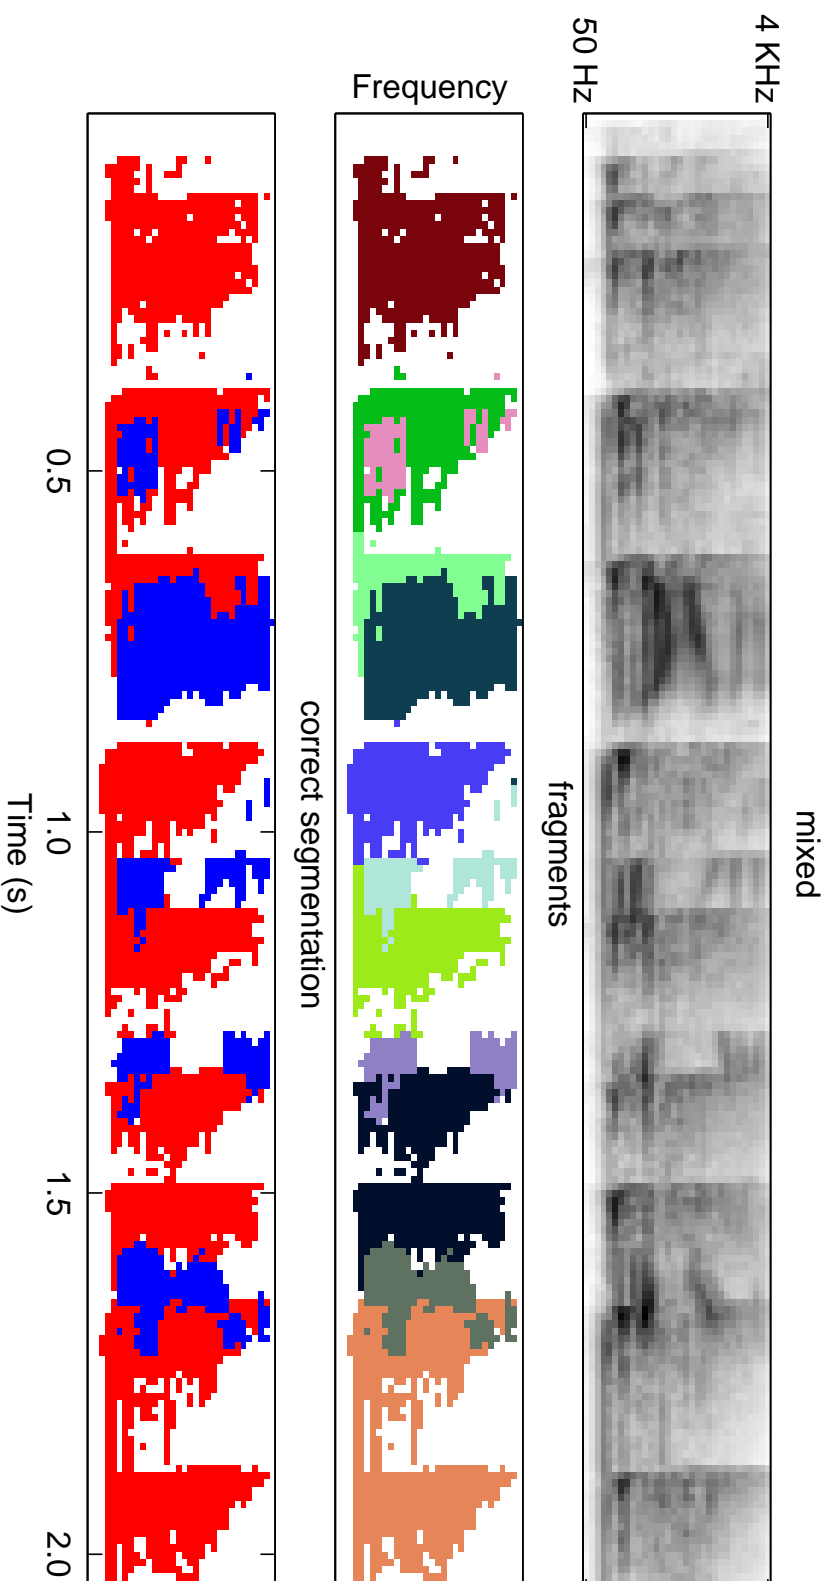 mixed
4 KHz
50 Hz
fragments
Frequency
correct segmentation
0.5
1.0
1.5
2.0
Time (s)